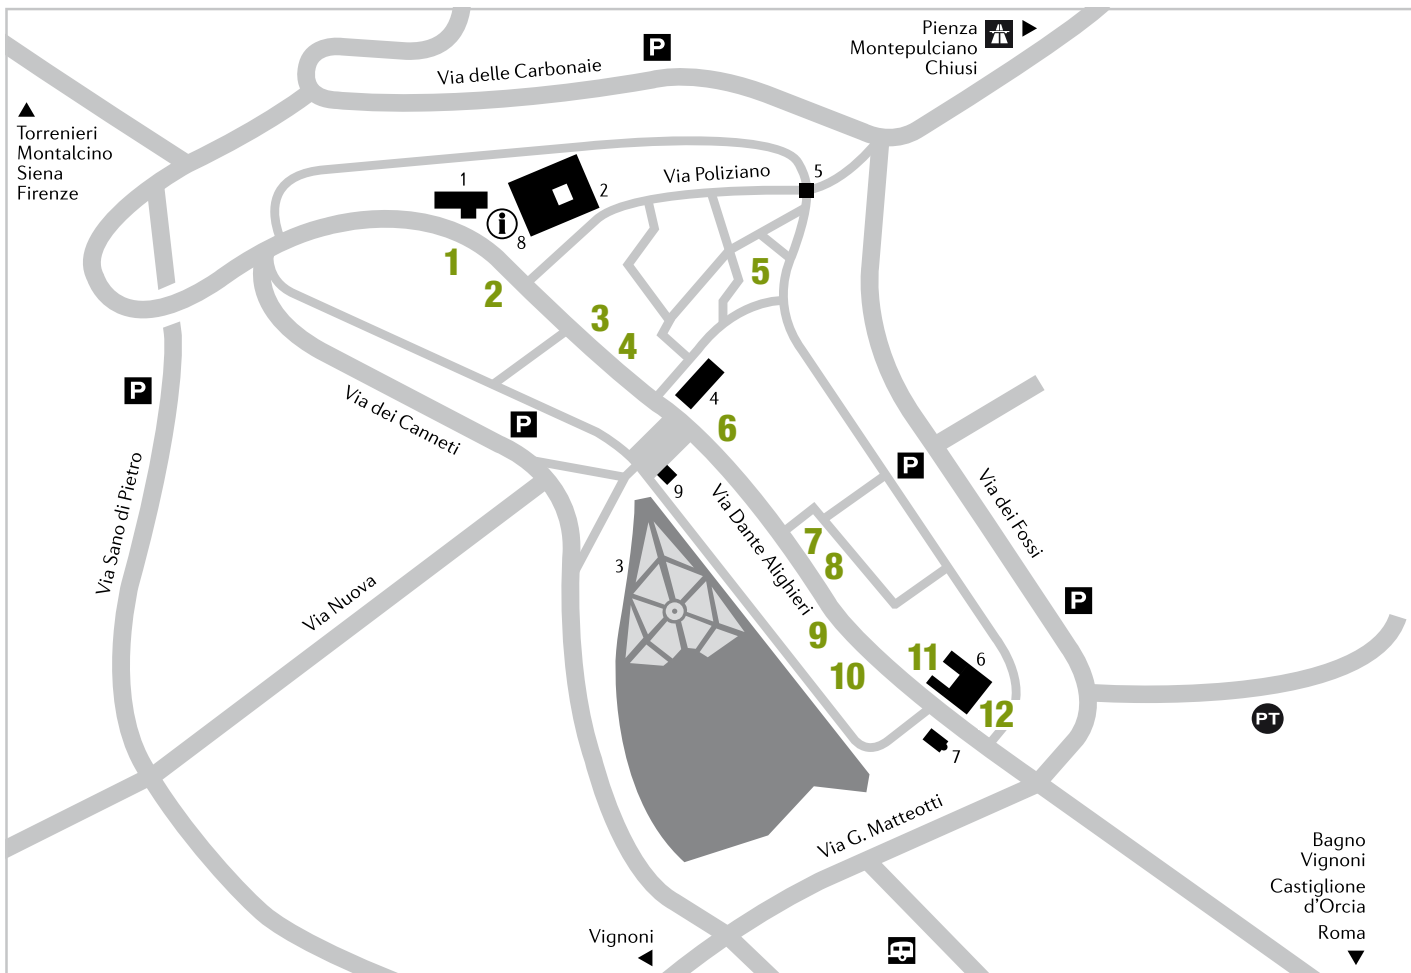 Pienza
Montepulciano
Chiusi
P
Via delle Carbonaie
Torrenieri
Montalcino
Siena
Firenze
1
2
Via Poliziano
5
i
8
1
2
5
3
4
P
Via dei Canneti
P
4
6
P
9
Via Dante Alighieri
Via dei Fossi
Via Sano di Pietro
3
7
8
Via Nuova
P
9
10
11
6
12
PT
7
Via G. Matteotti
Bagno
Vignoni
Castiglione
d'Orcia
Roma
Vignoni